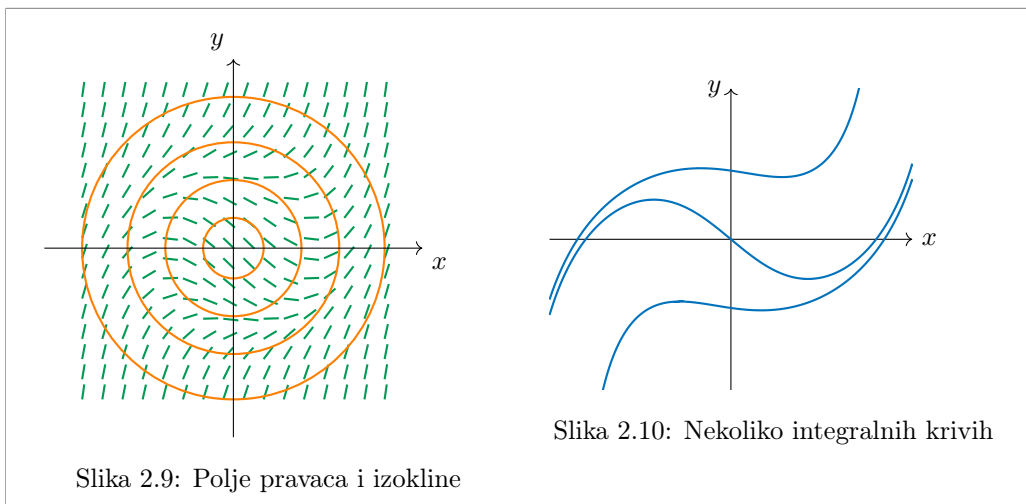 y
x
Slika 2.9: Polje pravaca i izokline
y
x
Slika 2.10: Nekoliko integralnih krivih